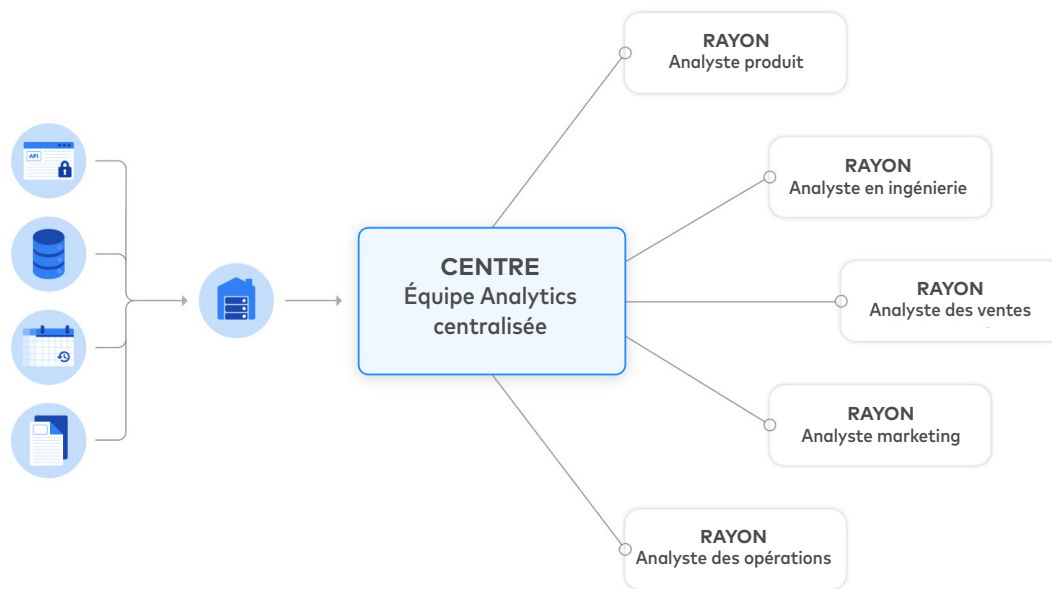 RAYON
Analyste produit
API
RAYON
Analyste en ingénierie
CENTRE
Équipe Analytics
centralisée
RAYON
Analyste des ventes
RAYON
Analyste marketing
RAYON
Analyste des opérations